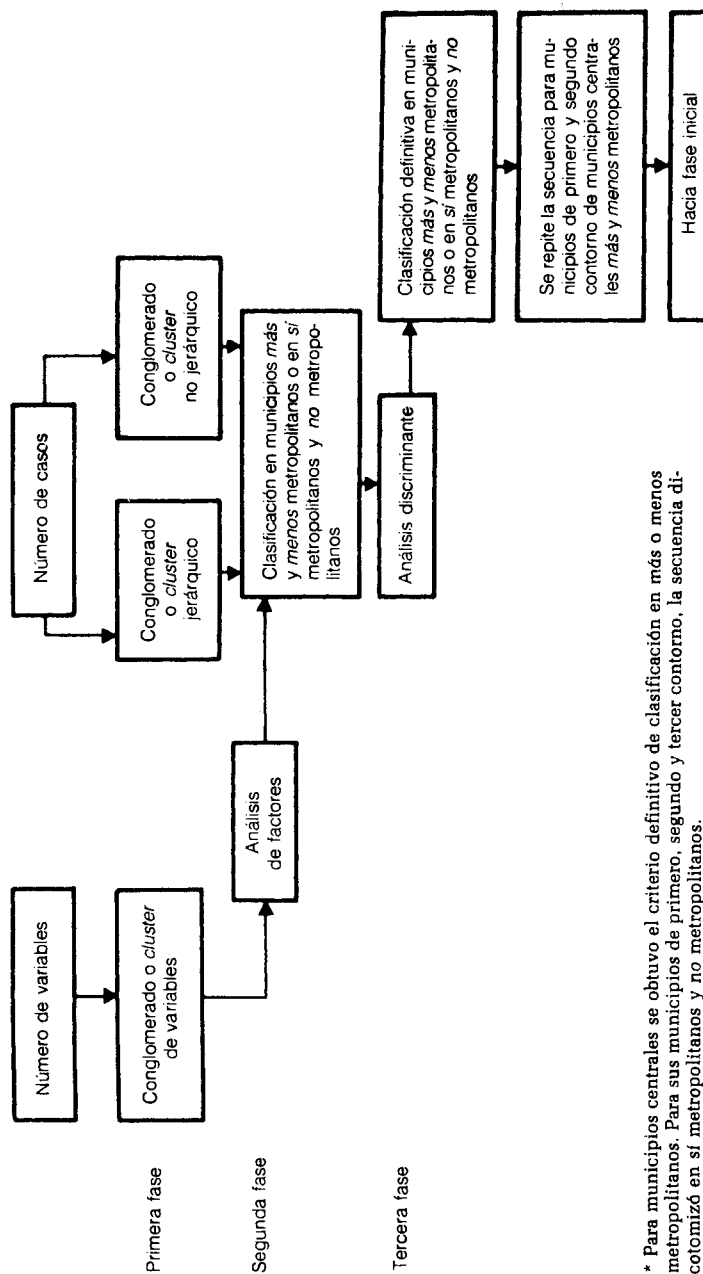 Número de variables
Número de casos
Primera fase
Conglomerado o cluster
de variables
Conglomerado
o cluster
jerárquico
Conglomerado
o cluster
no jerárquico
Segunda fase
Análisis
de factores
Clasificación en municipios más
y menos metropolitanos o en sí
metropolitanos y no metropo-
litanos
Tercera fase
Análisis discriminante
Clasificación definitiva en muni-
cipios más y menos metropolita-
nos o en sí metropolitanos y no
metropolitanos
Se repite la secuencia para mu-
nicipios de primero y segundo
contorno de municipios centra-
les más y menos metropolitanos
Hacia fase inicial
* Para municipios centrales se obtuvo el criterio definitivo de clasificación en más o menos
metropolitanos. Para sus municipios de primero, segundo y tercer contorno, la secuencia di-
cotomizó en sí metropolitanos y no metropolitanos.